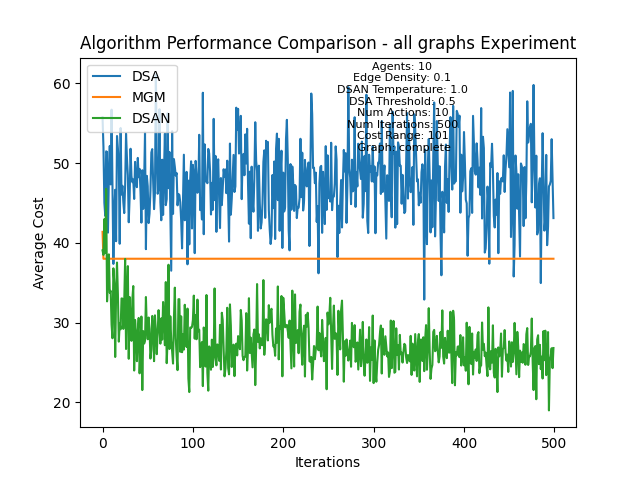 Algorithm Performance Comparison - all graphs Experiment
DSA
MGM
DSAN
Agents: 10
Edge Density: 0.1
DSAN Temperature: 1.0
DSA Threshold: 0.5
Num Actions: 10
Num Iterations: 500
Cost Range: 101
Graph: complete
Average Cost
60
50
40
30
20
0
100
200
300
400
500
Iterations